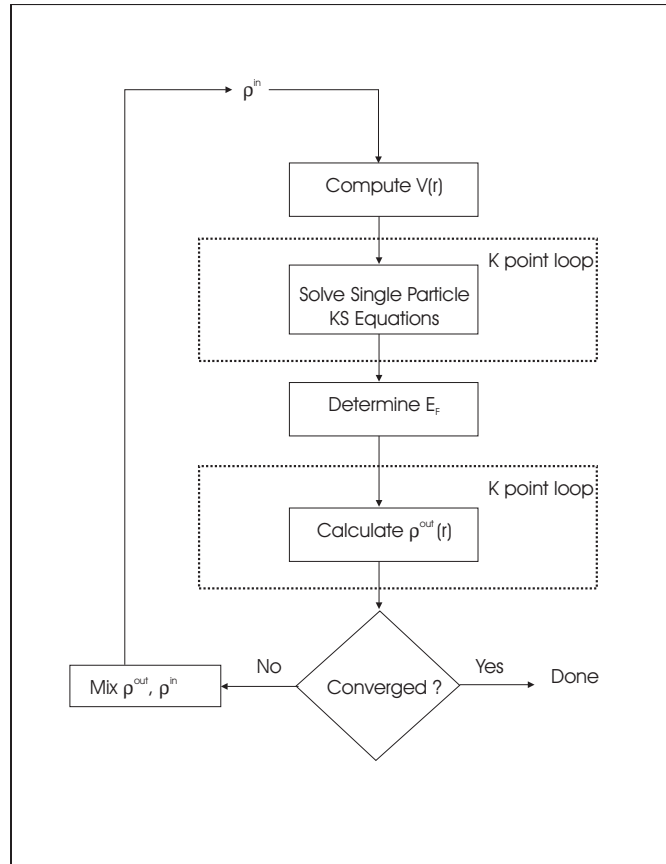 ρ^in
Compute V(r)
K point loop
Solve Single Particle
KS Equations
Determine E_F
K point loop
Calculate ρ^out(r)
Converged ?
No
Yes
Done
Mix ρ^out, ρ^in